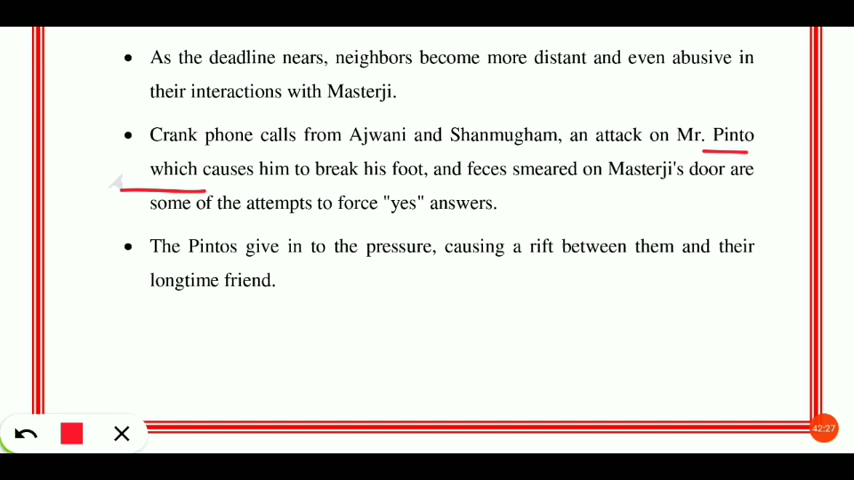 • As the deadline nears, neighbors become more distant and even abusive in
their interactions with Masterji.
• Crank phone calls from Ajwani and Shanmugham, an attack on Mr. Pinto
which causes him to break his foot, and feces smeared on Masterji's door are
some of the attempts to force "yes" answers.
• The Pintos give in to the pressure, causing a rift between them and their
longtime friend.
42:27